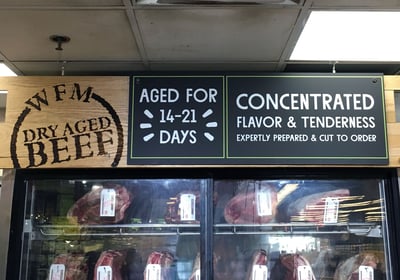 WFM
DRY AGED
BEEF
AGED FOR
14-21
DAYS
CONCENTRATED
FLAVOR & TENDERNESS
EXPERTLY PREPARED & CUT TO ORDER